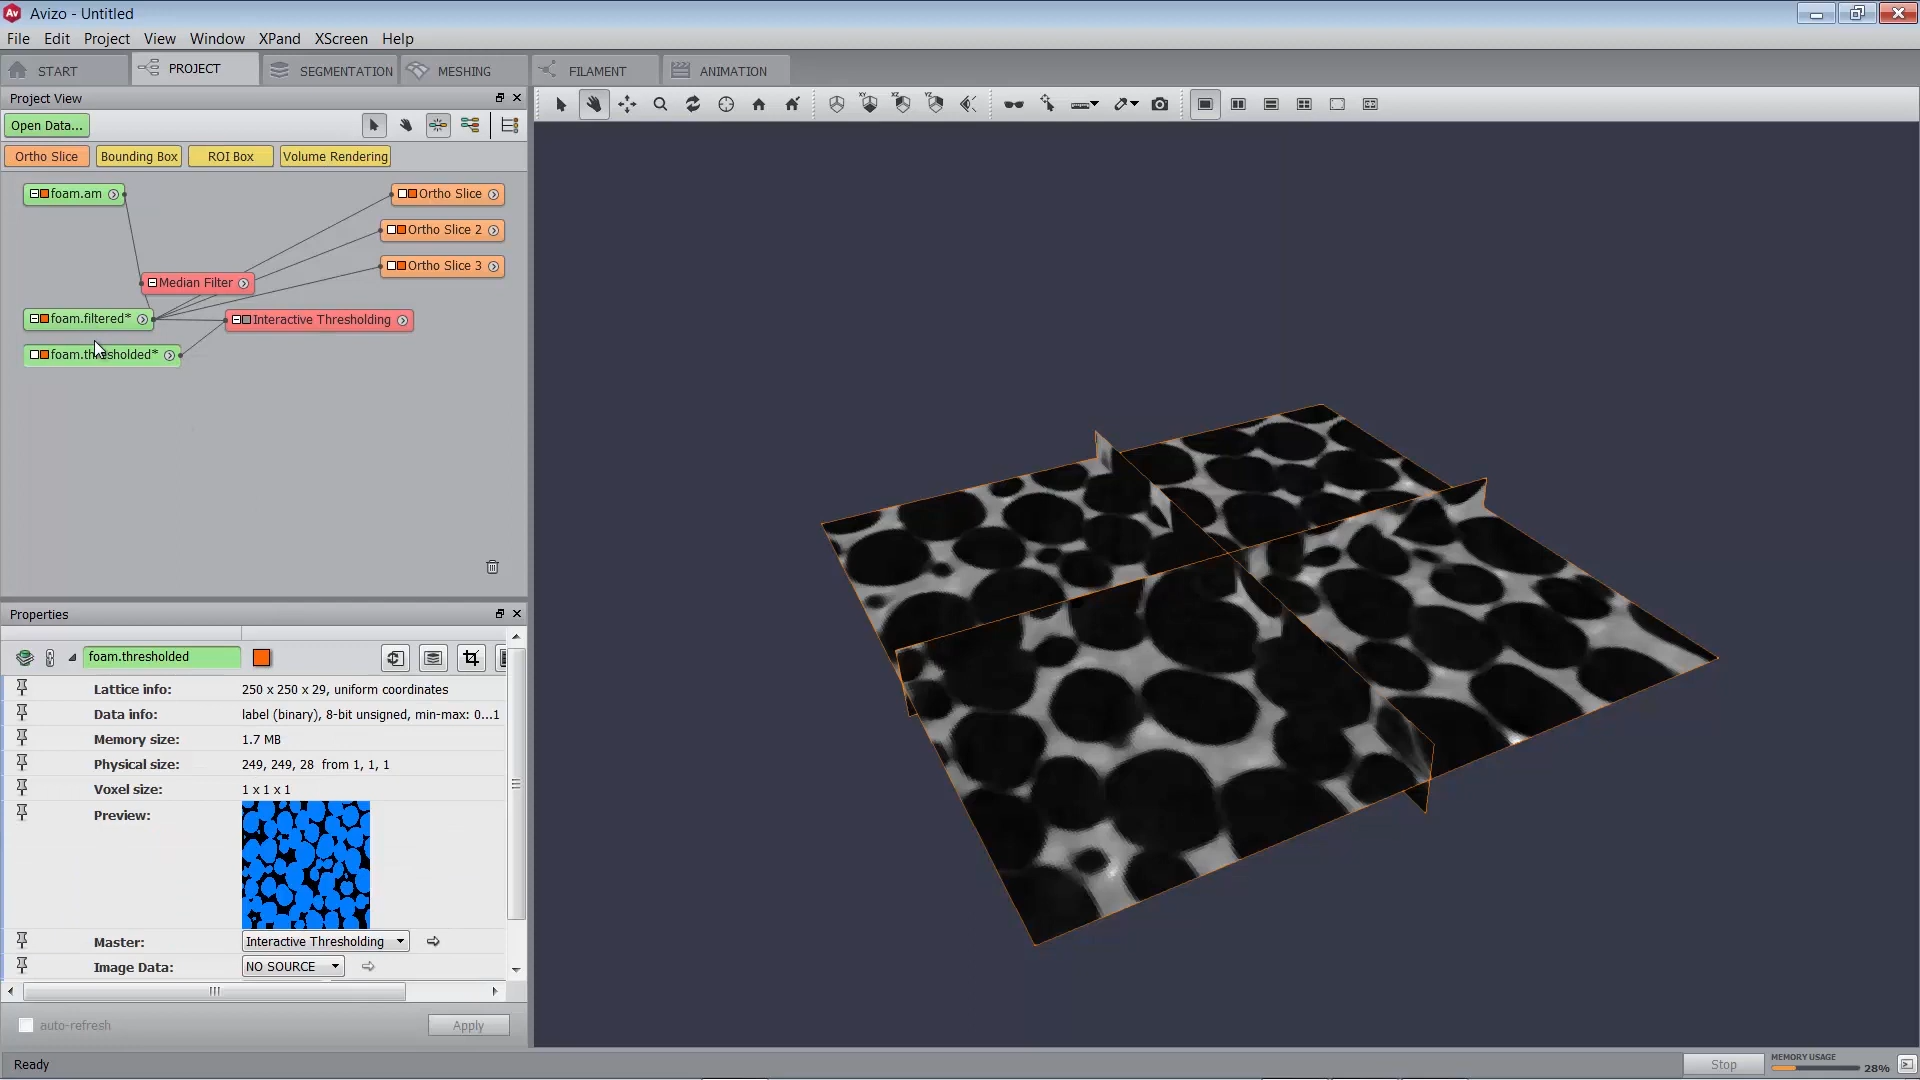 Avizo - Untitled
File Edit Project View Window XPand XScreen Help
START PROJECT SEGMENTATION MESHING FILAMENT ANIMATION
Project View
Open Data...
XY XZ YZ
Ortho Slice Bounding Box ROI Box Volume Rendering
foam.am Ortho Slice
Ortho Slice 2
Ortho Slice 3
Median Filter
foam.filtered* Interactive Thresholding
foam.thresholded*
Properties
foam.thresholded
Lattice info: 250 x 250 x 29, uniform coordinates
Data info: label (binary), 8-bit unsigned, min-max: 0...1
Memory size: 1.7 MB
Physical size: 249, 249, 28 from 1, 1, 1
Voxel size: 1 x 1 x 1
Preview:
Master: Interactive Thresholding
Image Data: NO SOURCE
auto-refresh Apply
Ready Stop MEMORY USAGE 28%